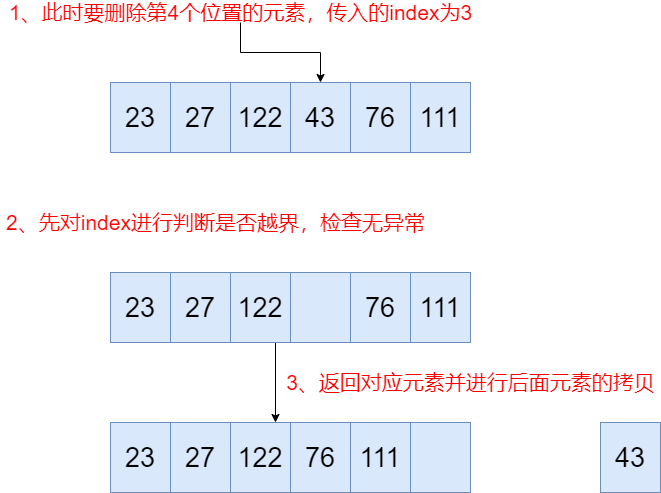 1、此时要删除第4个位置的元素，传入的index为3
23 27 122 43 76 111
2、先对index进行判断是否越界，检查无异常
23 27 122 76 111
3、返回对应元素并进行后面元素的拷贝
23 27 122 76 111 43